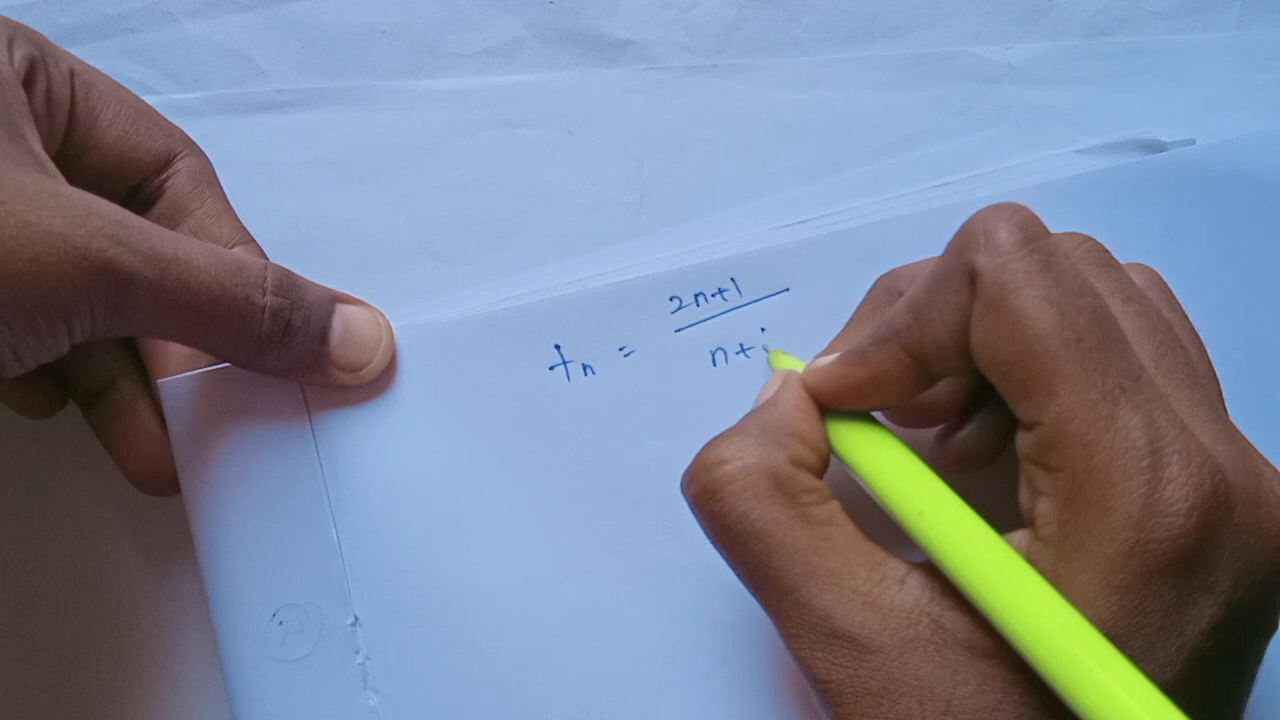 tn = 2n+1 / n+